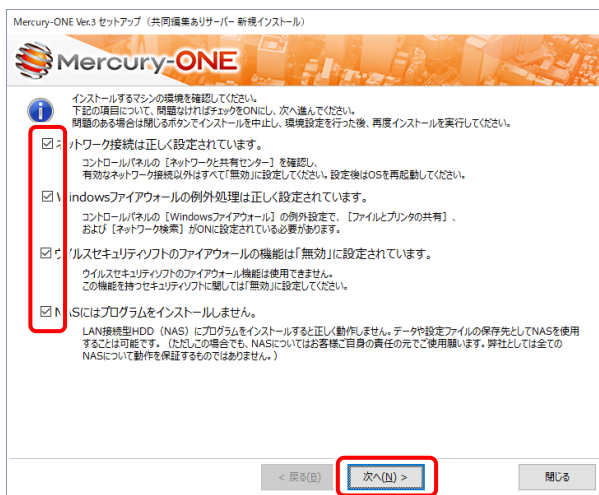 Mercury-ONE Ver.3 セットアップ（共同編集ありサーバー 新規インストール）
Mercury-ONE
インストールするマシンの環境を確認してください。
下記の項目について、問題なければチェックをONにし、次へ進んでください。
問題のある場合は閉じるボタンでインストールを中止し、環境設定を行った後、再度インストールを実行してください。
ネットワーク接続は正しく設定されています。
コントロールパネルの［ネットワークと共有センター］を確認し、
有効なネットワーク接続以外はすべて「無効」に設定してください。設定後はOSを再起動してください。
Windowsファイアウォールの例外処理は正しく設定されています。
コントロールパネルの［Windowsファイアウォール］の例外設定で、［ファイルとプリンタの共有］、
および［ネットワーク検索］がONに設定されている必要があります。
ウイルスセキュリティソフトのファイアウォールの機能は「無効」に設定されています。
ウイルスセキュリティソフトのファイアウォール機能は使用できません。
この機能を持つセキュリティソフトに関しては「無効」に設定してください。
NASにはプログラムをインストールしません。
LAN接続型HDD（NAS）にプログラムをインストールすると正しく動作しません。データや設定ファイルの保存先としてNASを使用
することは可能です。（ただしこの場合でも、NASについてはお客様ご自身の責任の元でご使用願います。弊社としては全ての
NASについて動作を保証するものではありません。）
< 戻る(B)
次へ(N) >
閉じる